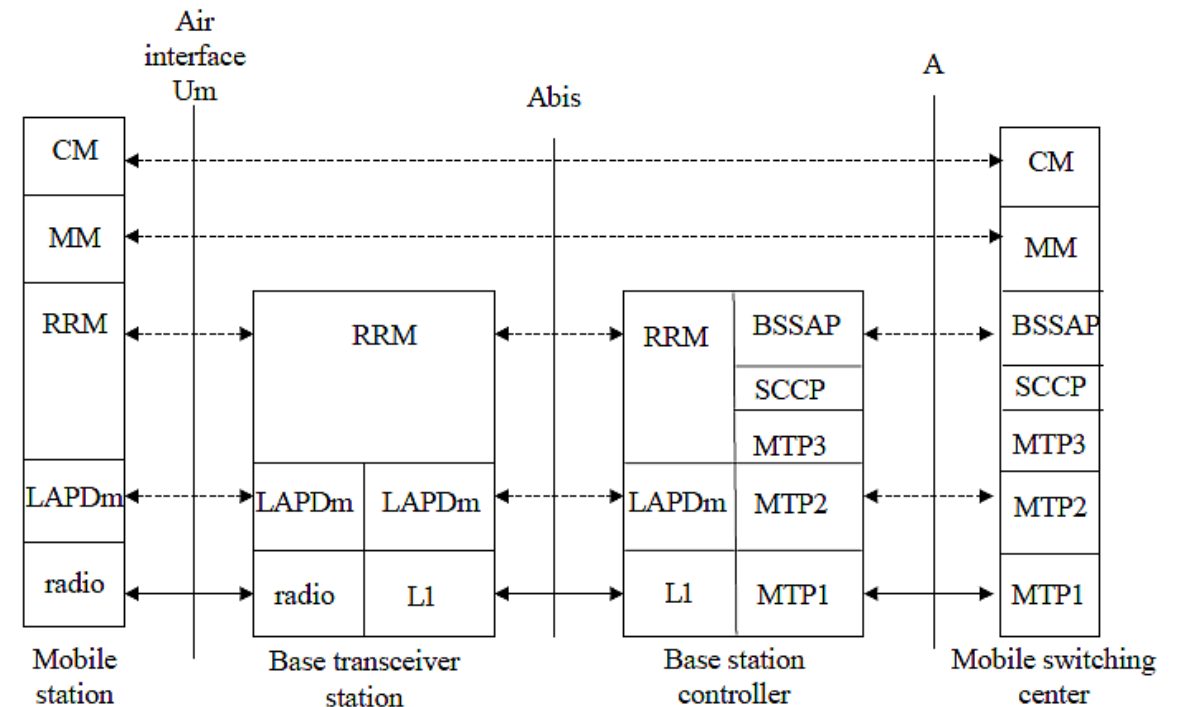 Air
interface
Um
Abis
A
CM
MM
RRM
LAPDm
radio
Mobile
station
RRM
LAPDm
LAPDm
radio
L1
Base transceiver
station
RRM
BSSAP
SCCP
MTP3
LAPDm
MTP2
L1
MTP1
Base station
controller
CM
MM
BSSAP
SCCP
MTP3
MTP2
MTP1
Mobile switching
center